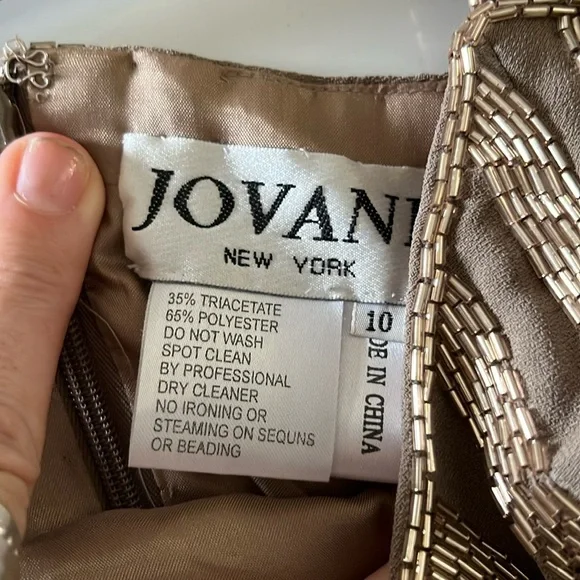 JOVANI
NEW YORK
35% TRIACETATE
65% POLYESTER
DO NOT WASH
SPOT CLEAN
BY PROFESSIONAL
DRY CLEANER
NO IRONING OR
STEAMING ON SEQUNS
OR BEADING
10
DE IN CHINA